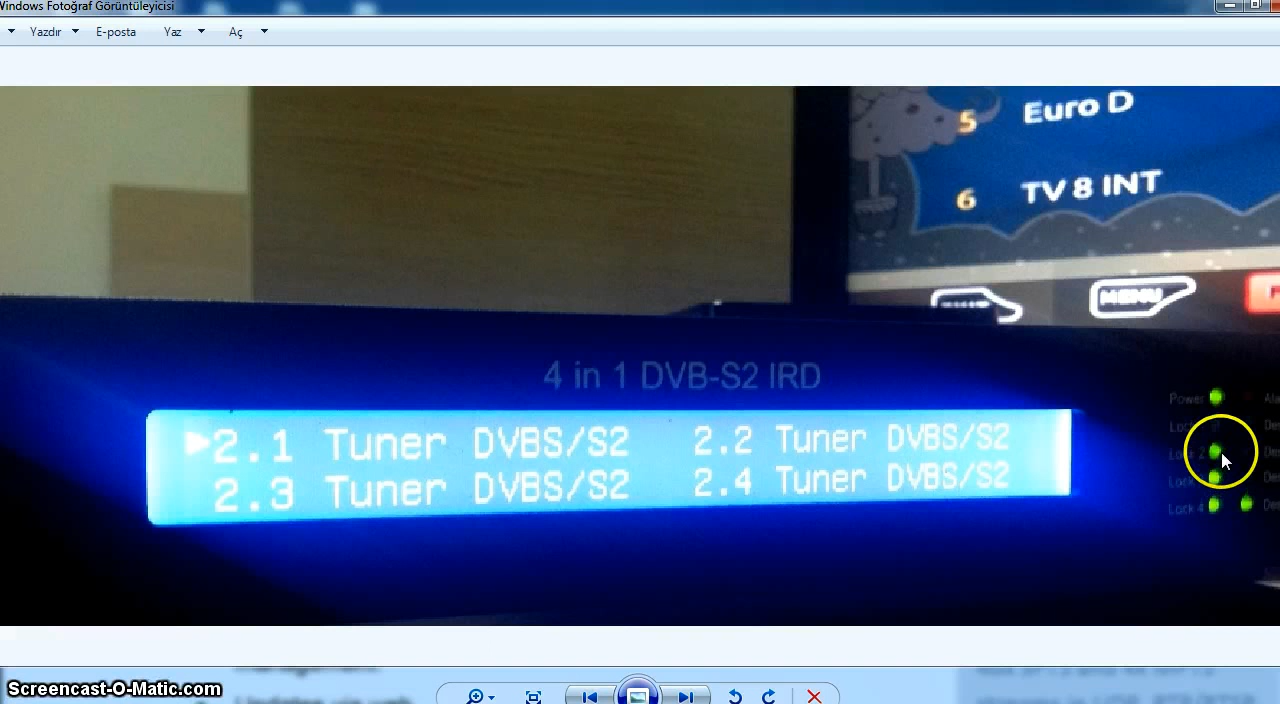 Windows Fotoğraf Görüntüleyicisi
Yazdır E-posta Yaz Aç
5 Euro D
6 TV 8 INT
MENU
4 in 1 DVB-S2 IRD
Power
2.1 Tuner DVBS/S2 2.2 Tuner DVBS/S2
2.3 Tuner DVBS/S2 2.4 Tuner DVBS/S2
Lock 4
Screencast-O-Matic.com